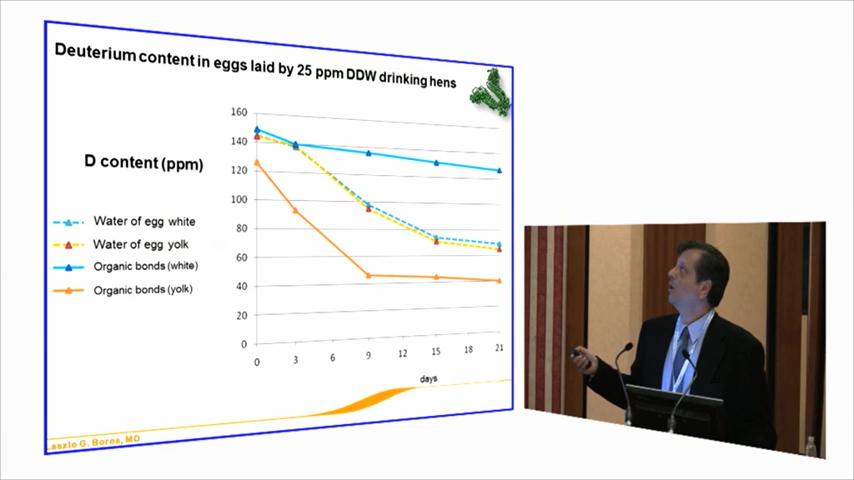 Deuterium content in eggs laid by 25 ppm DDW drinking hens
D content (ppm)
Water of egg white
Water of egg yolk
Organic bonds (white)
Organic bonds (yolk)
160
140
120
100
80
60
40
20
0
0 3 6 9 12 15 18 21
days
aszlo G. Boros, MD